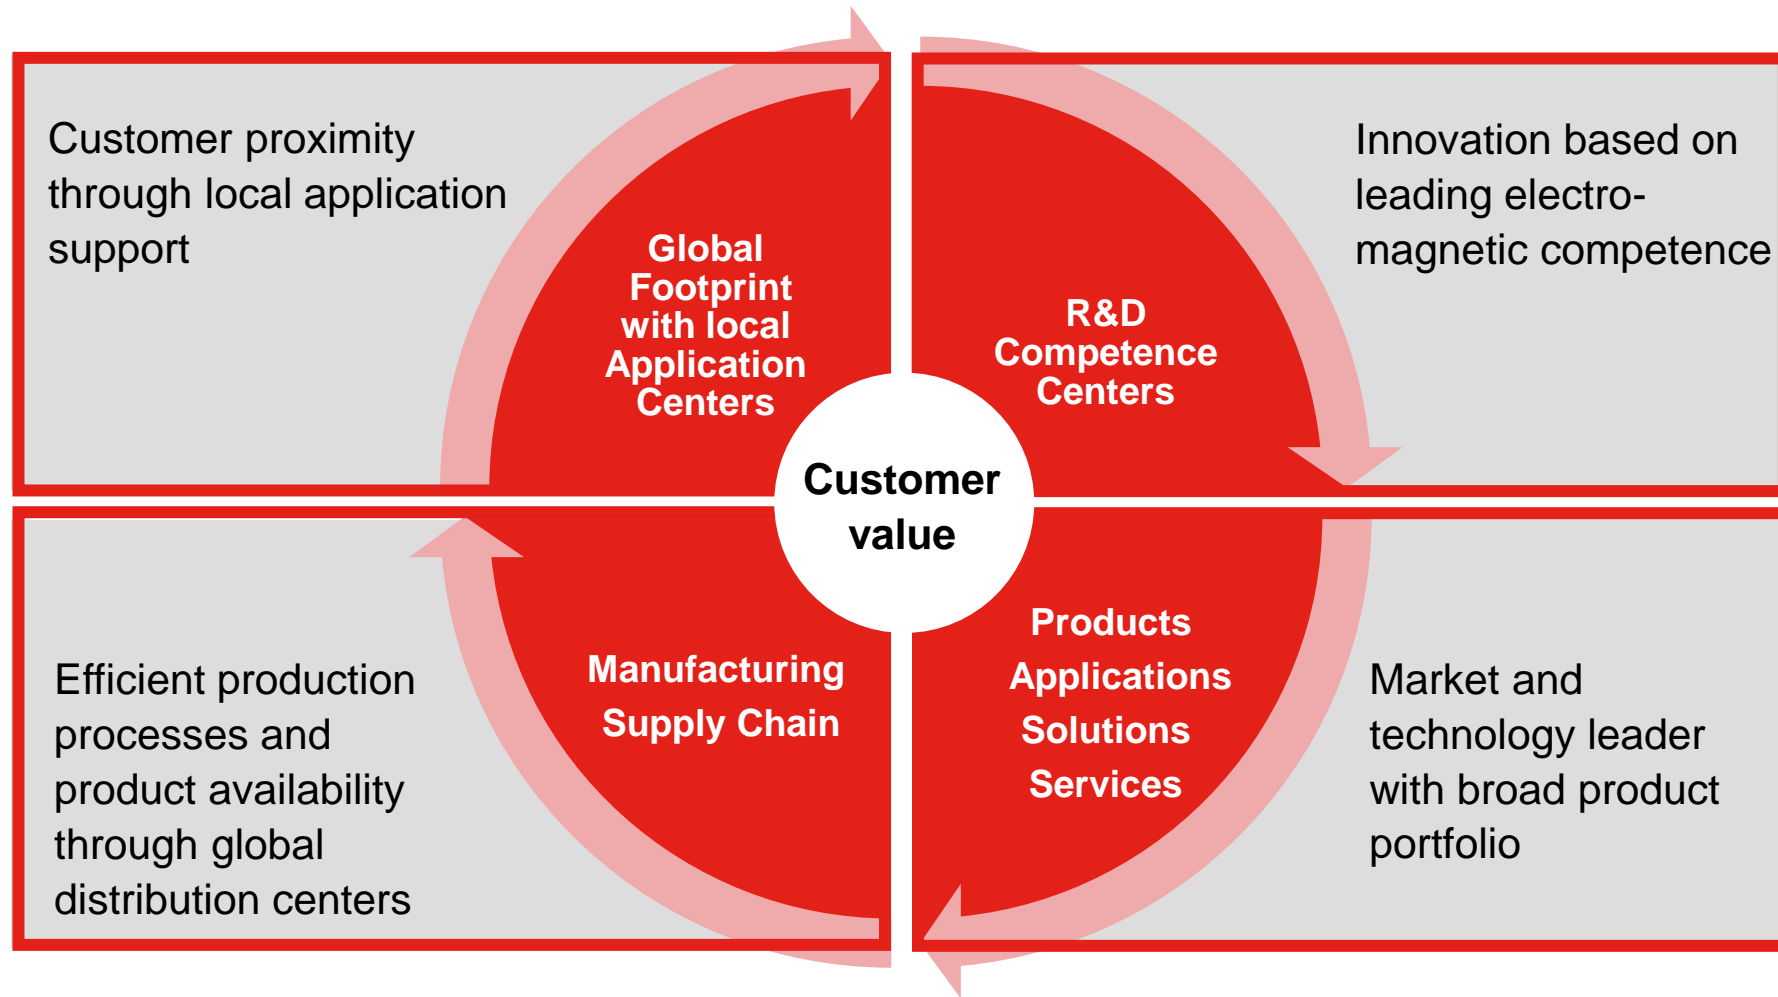 Customer proximity
through local application
support
Global
Footprint
with local
Application
Centers
Innovation based on
leading electro-
magnetic competence
R&D
Competence
Centers
Customer
value
Efficient production
processes and
product availability
through global
distribution centers
Manufacturing
Supply Chain
Products
Applications
Solutions
Services
Market and
technology leader
with broad product
portfolio